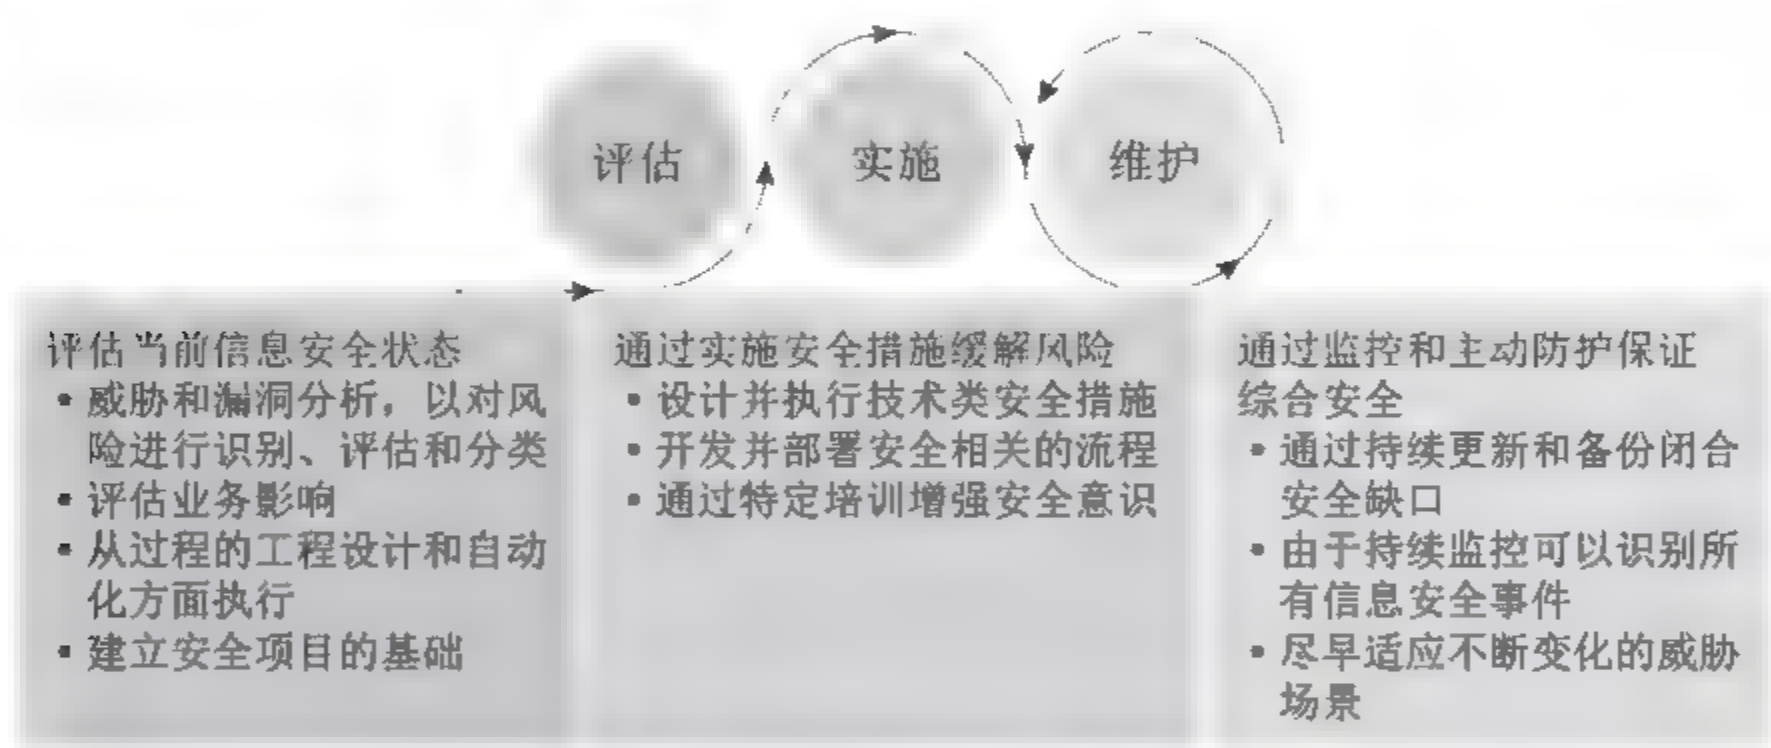 评估
实施
维护
评估当前信息安全状态
• 威胁和漏洞分析，以对风
险进行识别、评估和分类
• 评估业务影响
• 从过程的工程设计和自动
化方面执行
• 建立安全项目的基础
通过实施安全措施缓解风险
• 设计并执行技术类安全措施
• 开发并部署安全相关的流程
• 通过特定培训增强安全意识
通过监控和主动防护保证
综合安全
• 通过持续更新和备份闭合
安全缺口
• 由于持续监控可以识别所
有信息安全事件
• 尽早适应不断变化的威胁
场景